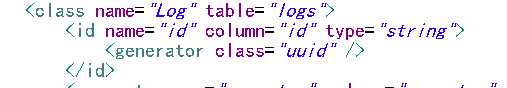 <class name="Log" table="logs">
<id name="id" column="id" type="string">
<generator class="uuid" />
</id>